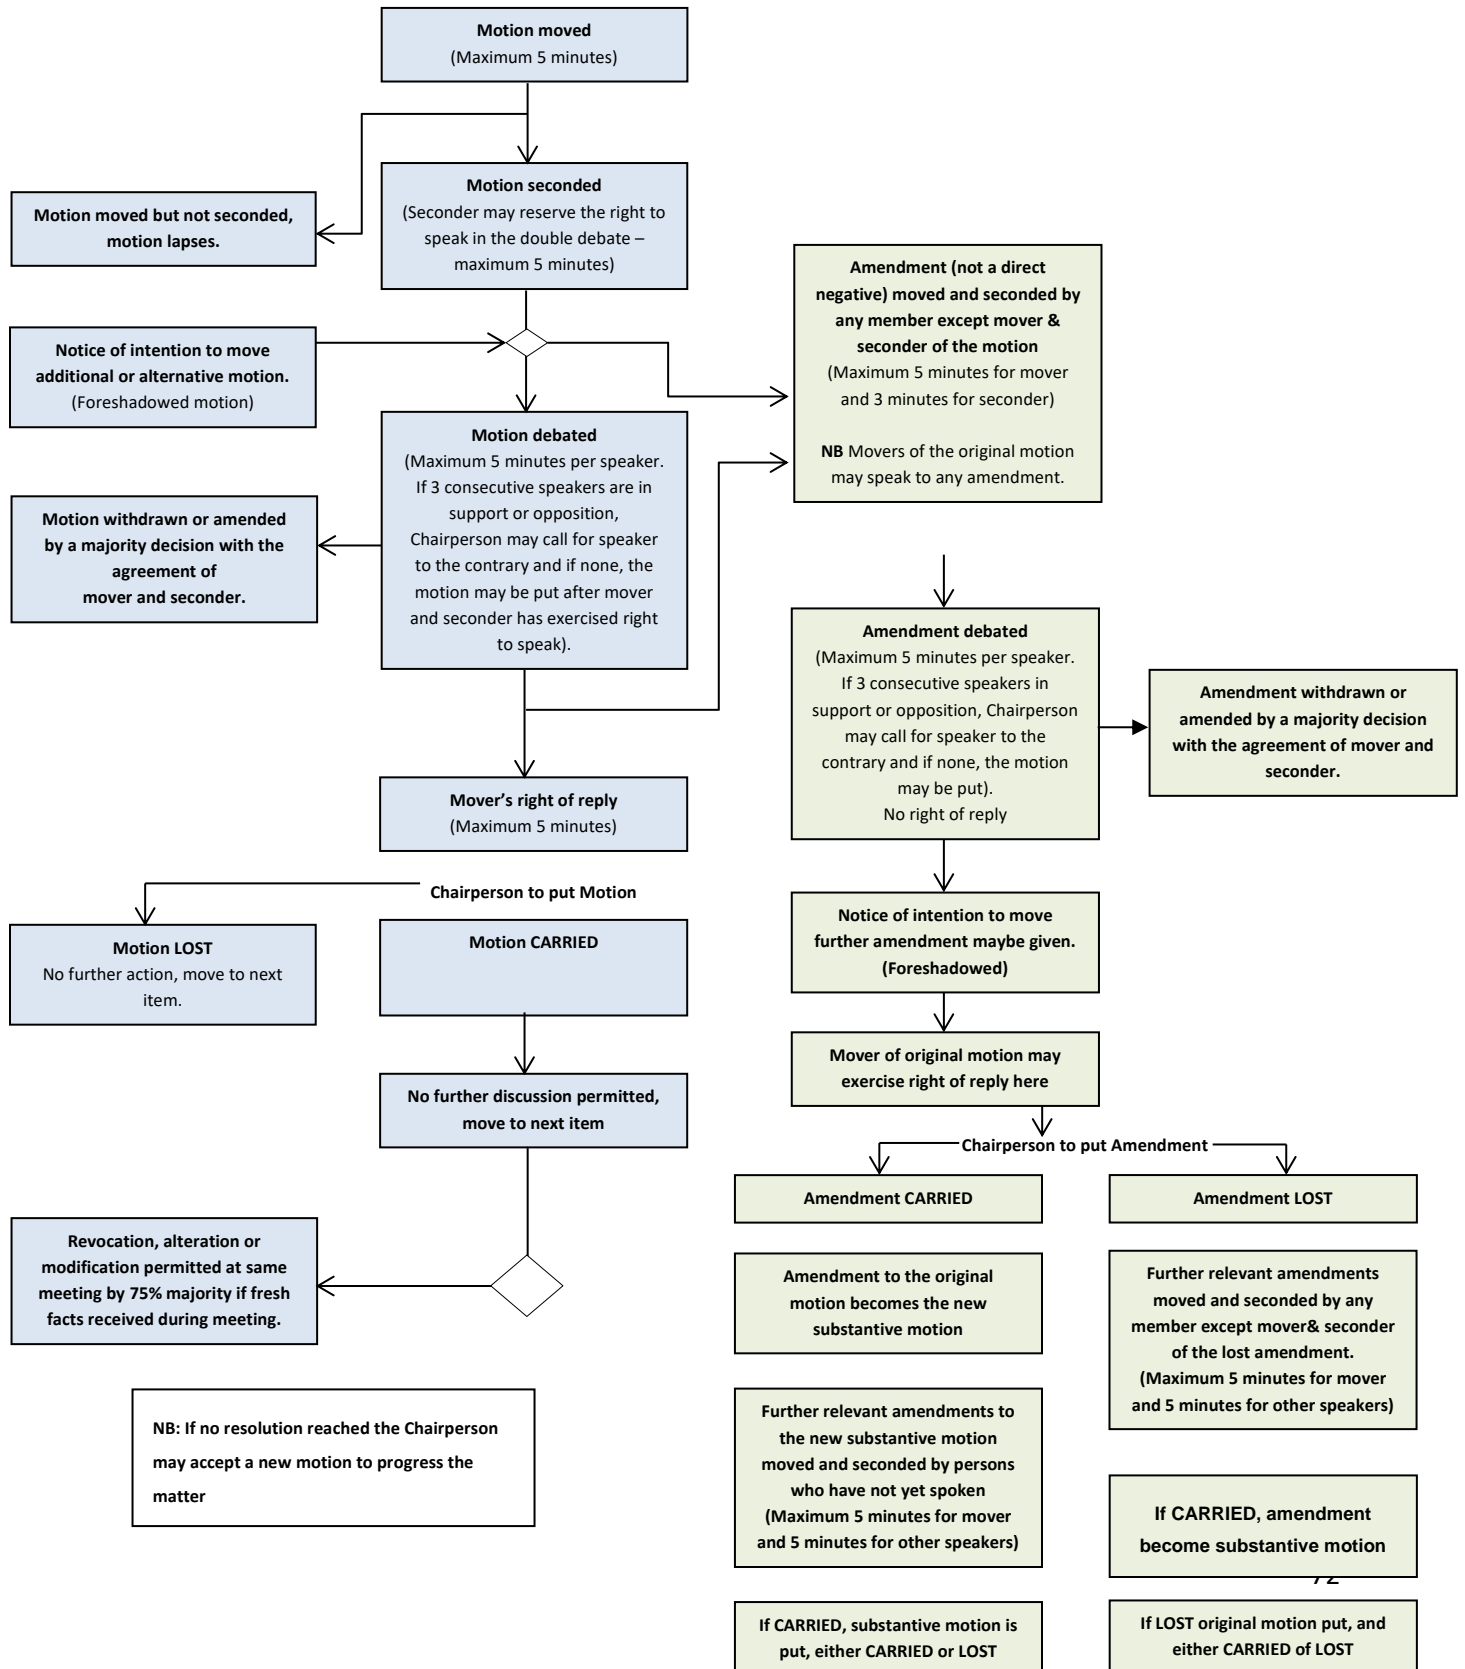 Motion moved
(Maximum 5 minutes)
Motion seconded
(Seconder may reserve the right to
speak in the double debate –
maximum 5 minutes)
Motion moved but not seconded,
motion lapses.
Notice of intention to move
additional or alternative motion.
(Foreshadowed motion)
Motion debated
(Maximum 5 minutes per speaker.
If 3 consecutive speakers are in
support or opposition,
Chairperson may call for speaker
to the contrary and if none, the
motion may be put after mover
and seconder has exercised right
to speak).
Motion withdrawn or amended
by a majority decision with the
agreement of
mover and seconder.
Mover’s right of reply
(Maximum 5 minutes)
Chairperson to put Motion
Motion LOST
No further action, move to next
item.
Motion CARRIED
No further discussion permitted,
move to next item
Revocation, alteration or
modification permitted at same
meeting by 75% majority if fresh
facts received during meeting.
NB: If no resolution reached the Chairperson
may accept a new motion to progress the
matter
Amendment (not a direct
negative) moved and seconded by
any member except mover &
seconder of the motion
(Maximum 5 minutes for mover
and 3 minutes for seconder)
NB Movers of the original motion
may speak to any amendment.
Amendment debated
(Maximum 5 minutes per speaker.
If 3 consecutive speakers in
support or opposition, Chairperson
may call for speaker to the
contrary and if none, the motion
may be put).
No right of reply
Amendment withdrawn or
amended by a majority decision
with the agreement of mover and
seconder.
Notice of intention to move
further amendment maybe given.
(Foreshadowed)
Mover of original motion may
exercise right of reply here
Chairperson to put Amendment
Amendment CARRIED
Amendment to the original
motion becomes the new
substantive motion
Further relevant amendments to
the new substantive motion
moved and seconded by persons
who have not yet spoken
(Maximum 5 minutes for mover
and 5 minutes for other speakers)
If CARRIED, substantive motion is
put, either CARRIED or LOST
Amendment LOST
Further relevant amendments
moved and seconded by any
member except mover& seconder
of the lost amendment.
(Maximum 5 minutes for mover
and 5 minutes for other speakers)
If CARRIED, amendment
become substantive motion
If LOST original motion put, and
either CARRIED of LOST